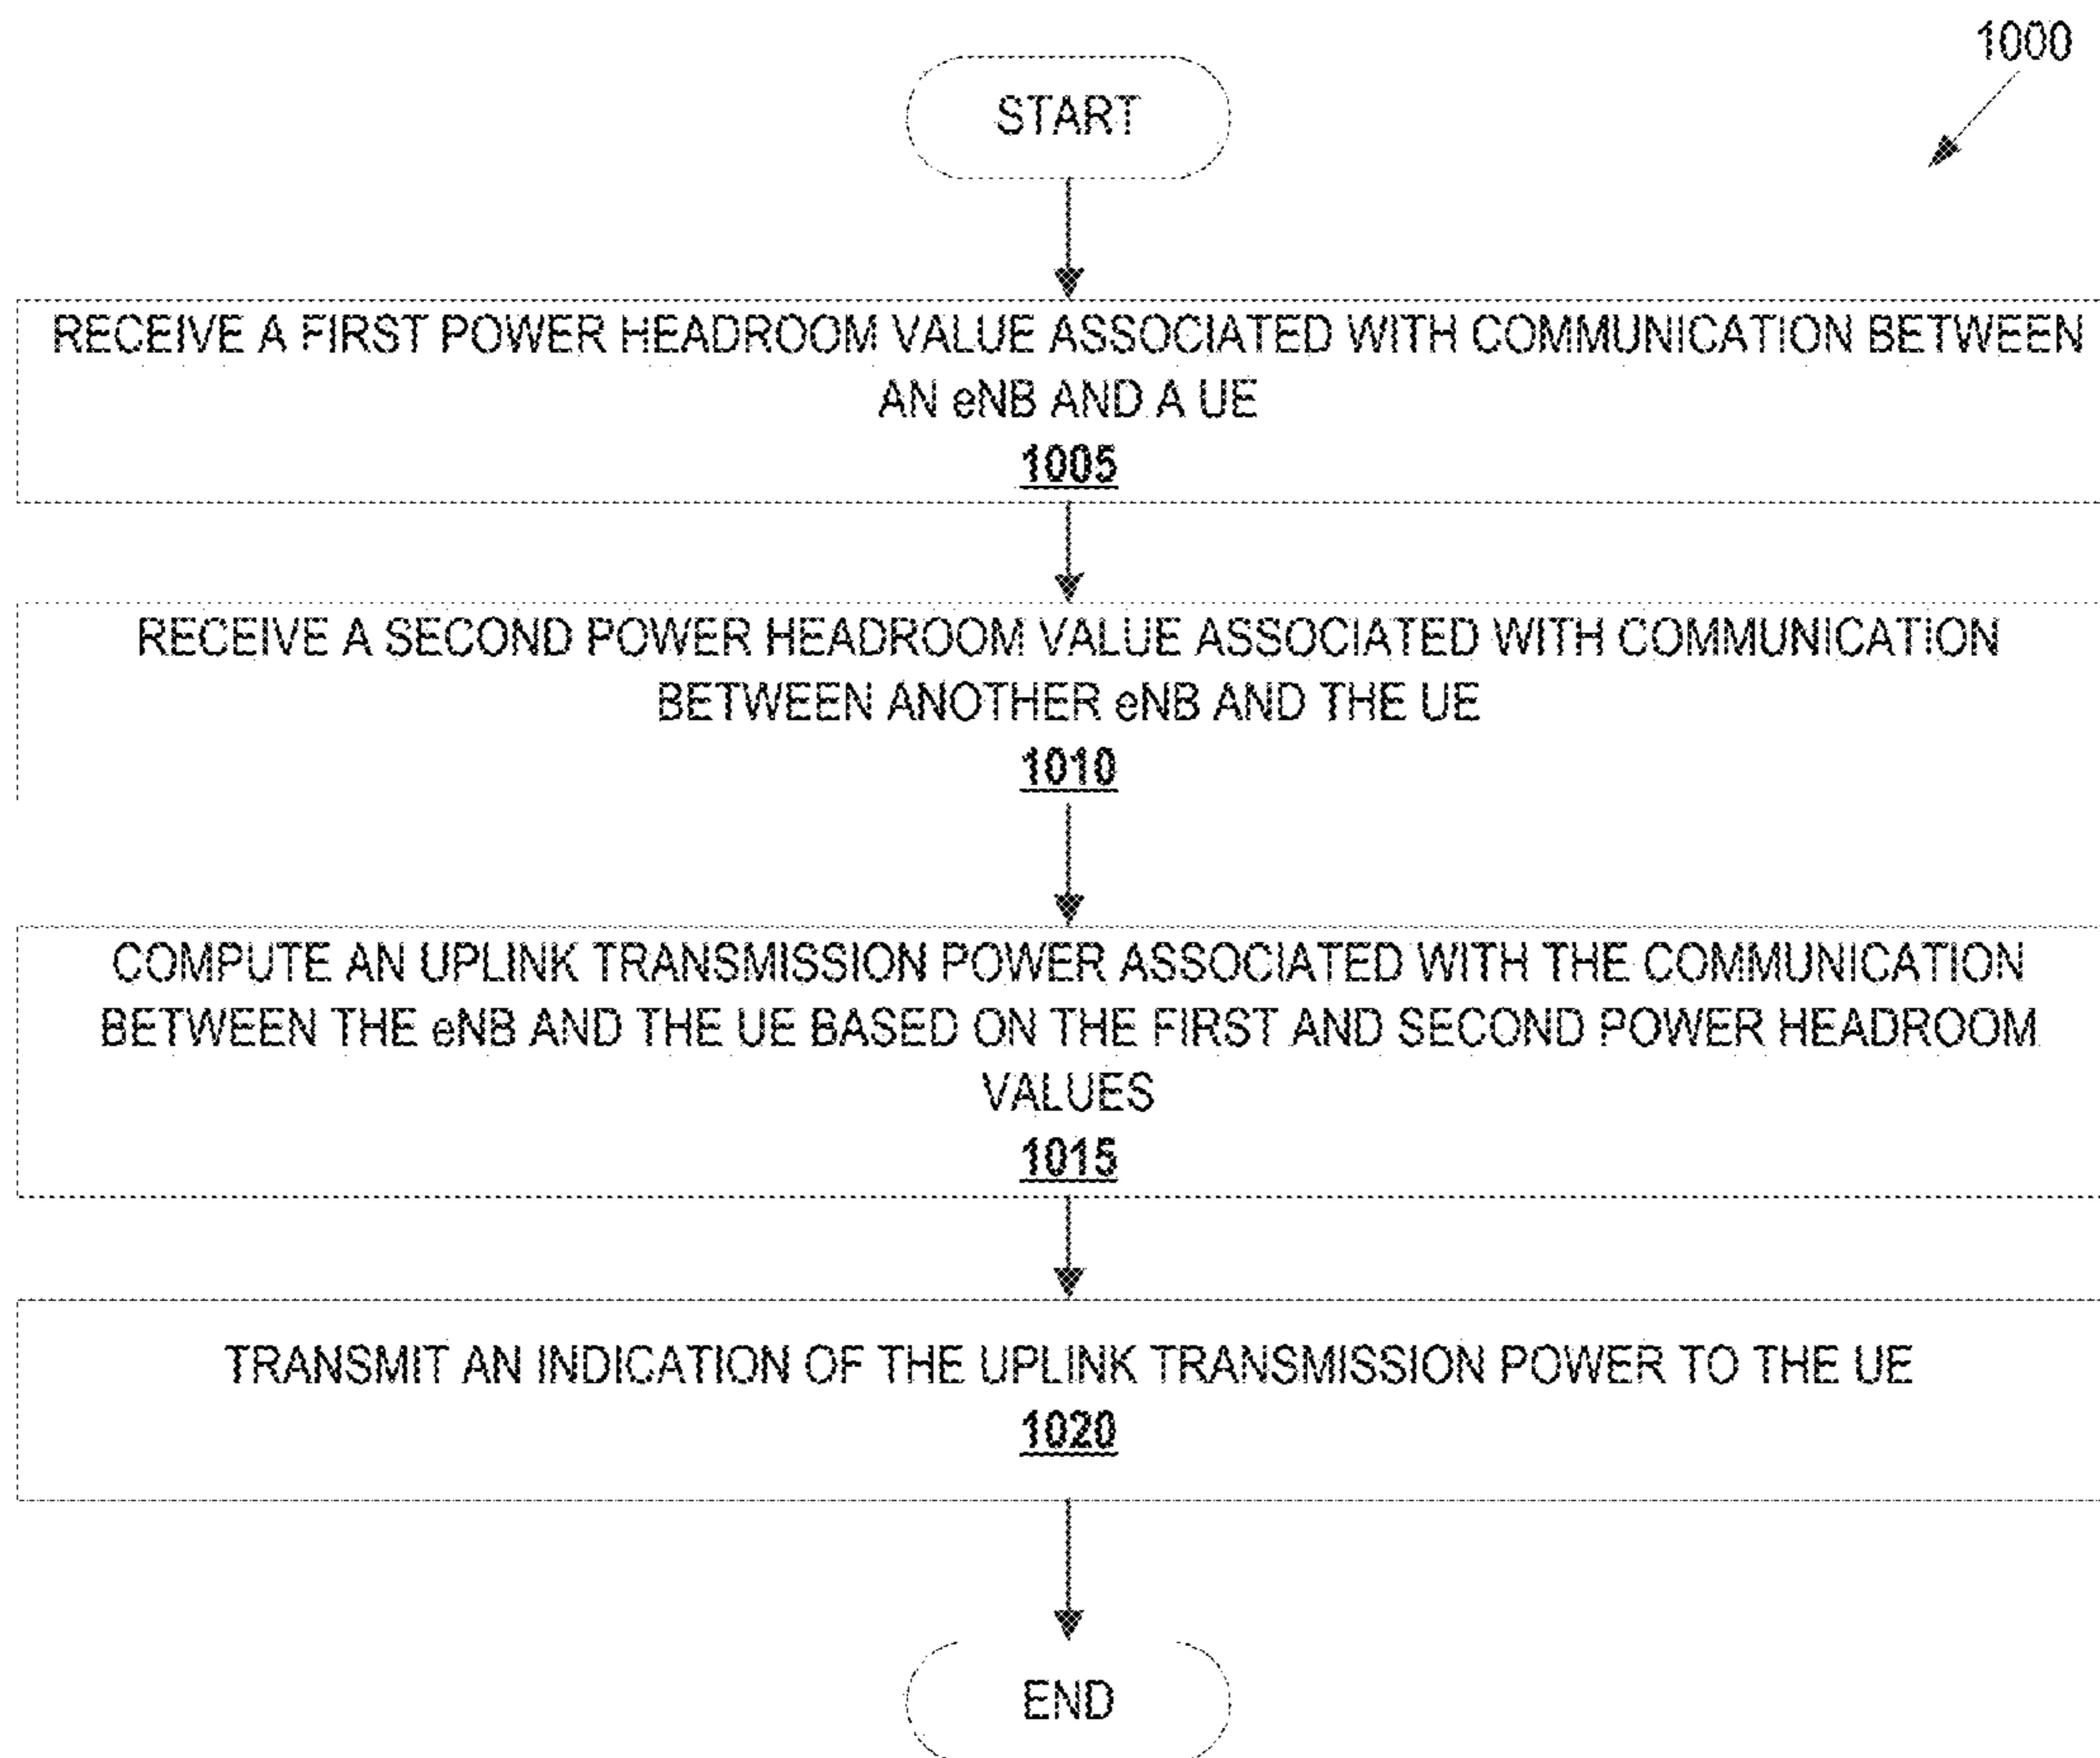 1000
START
RECEIVE A FIRST POWER HEADROOM VALUE ASSOCIATED WITH COMMUNICATION BETWEEN
AN eNB AND A UE
1005
RECEIVE A SECOND POWER HEADROOM VALUE ASSOCIATED WITH COMMUNICATION
BETWEEN ANOTHER eNB AND THE UE
1010
COMPUTE AN UPLINK TRANSMISSION POWER ASSOCIATED WITH THE COMMUNICATION
BETWEEN THE eNB AND THE UE BASED ON THE FIRST AND SECOND POWER HEADROOM
VALUES
1015
TRANSMIT AN INDICATION OF THE UPLINK TRANSMISSION POWER TO THE UE
1020
END